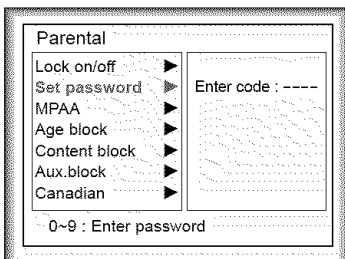 Parental
Lock on/off
Set password
Enter code : ----
MPAA
Age block
Content block
Aux.block
Canadian
0~9 : Enter password